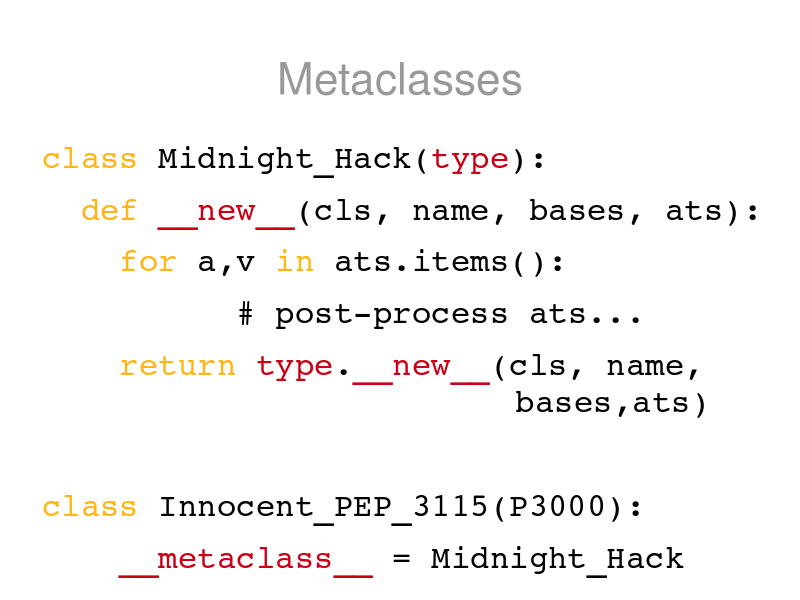 Metaclasses
class Midnight_Hack(type):
  def __new__(cls, name, bases, ats):
    for a,v in ats.items():
          # post-process ats...
    return type.__new__(cls, name,
                        bases,ats)
class Innocent_PEP_3115(P3000):
    __metaclass__ = Midnight_Hack